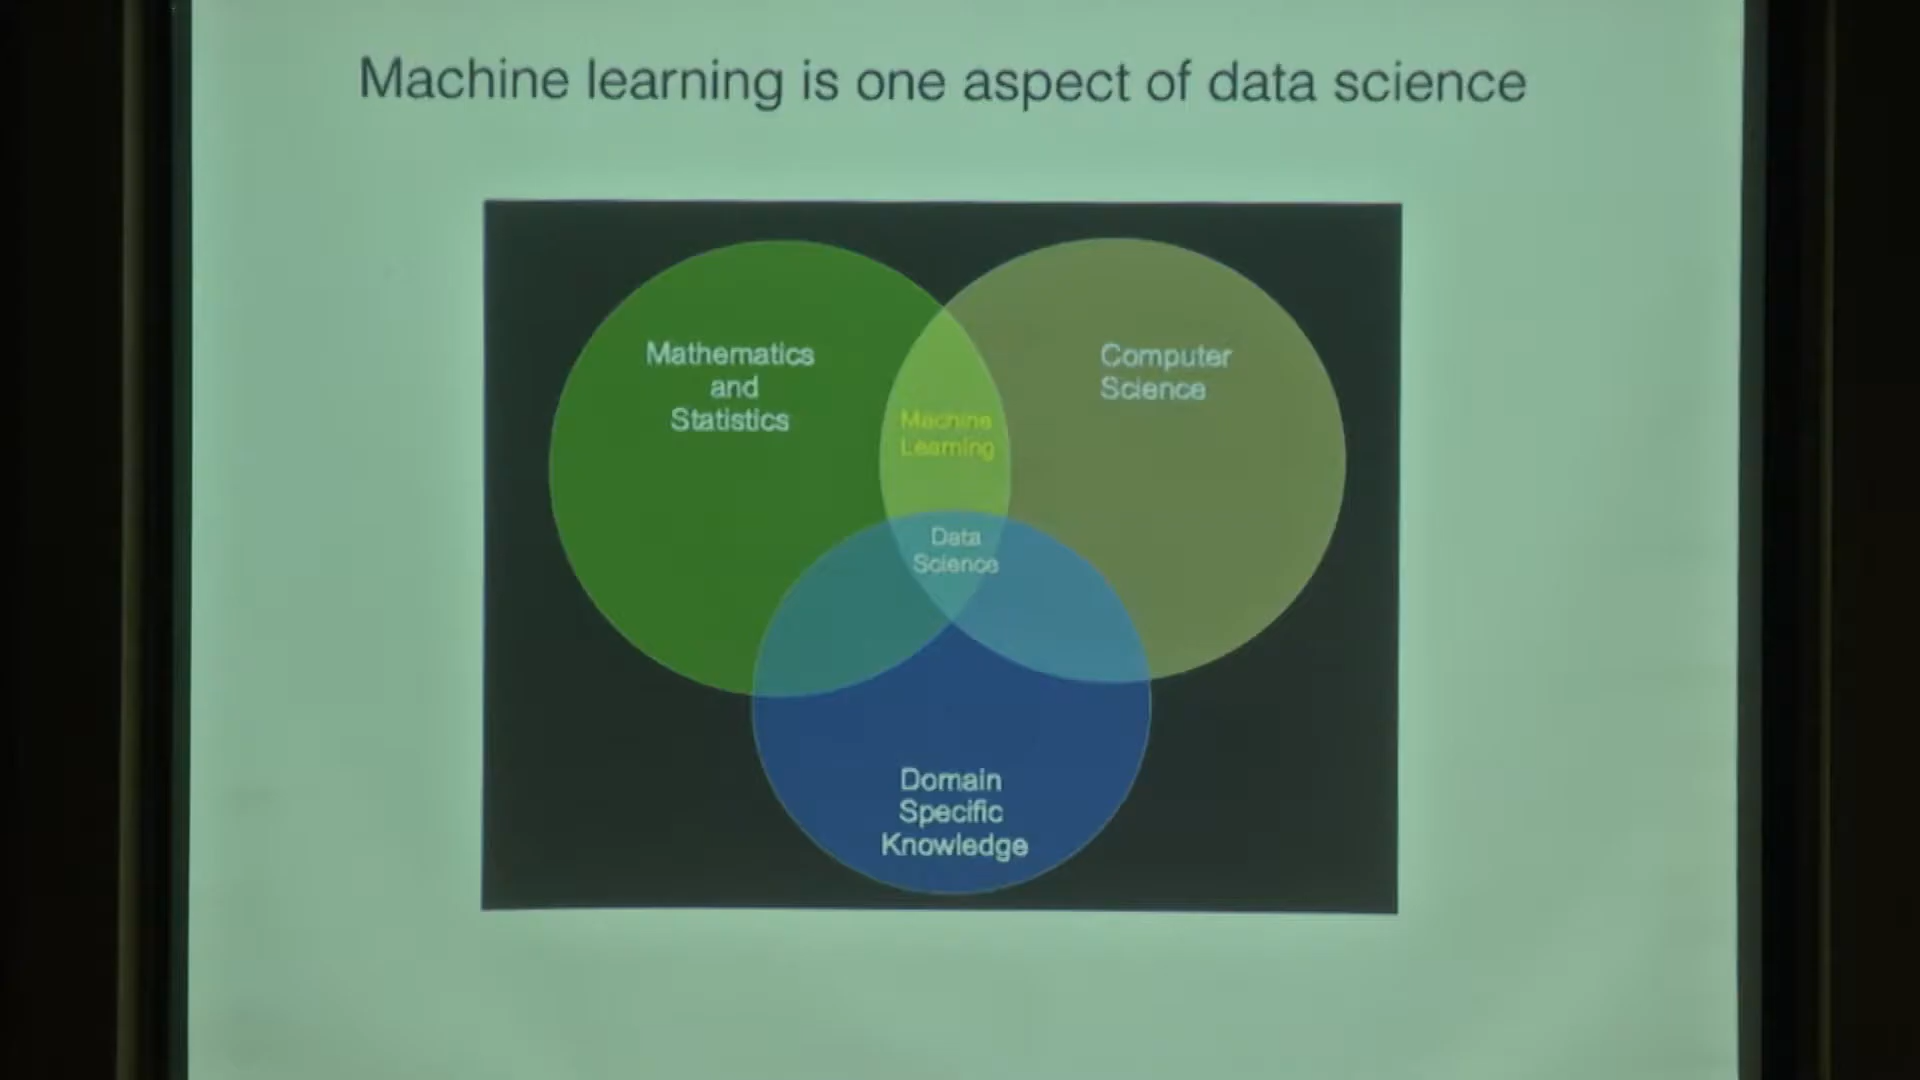 Machine learning is one aspect of data science
Mathematics
and
Statistics
Computer
Science
Machine
Learning
Data
Science
Domain
Specific
Knowledge